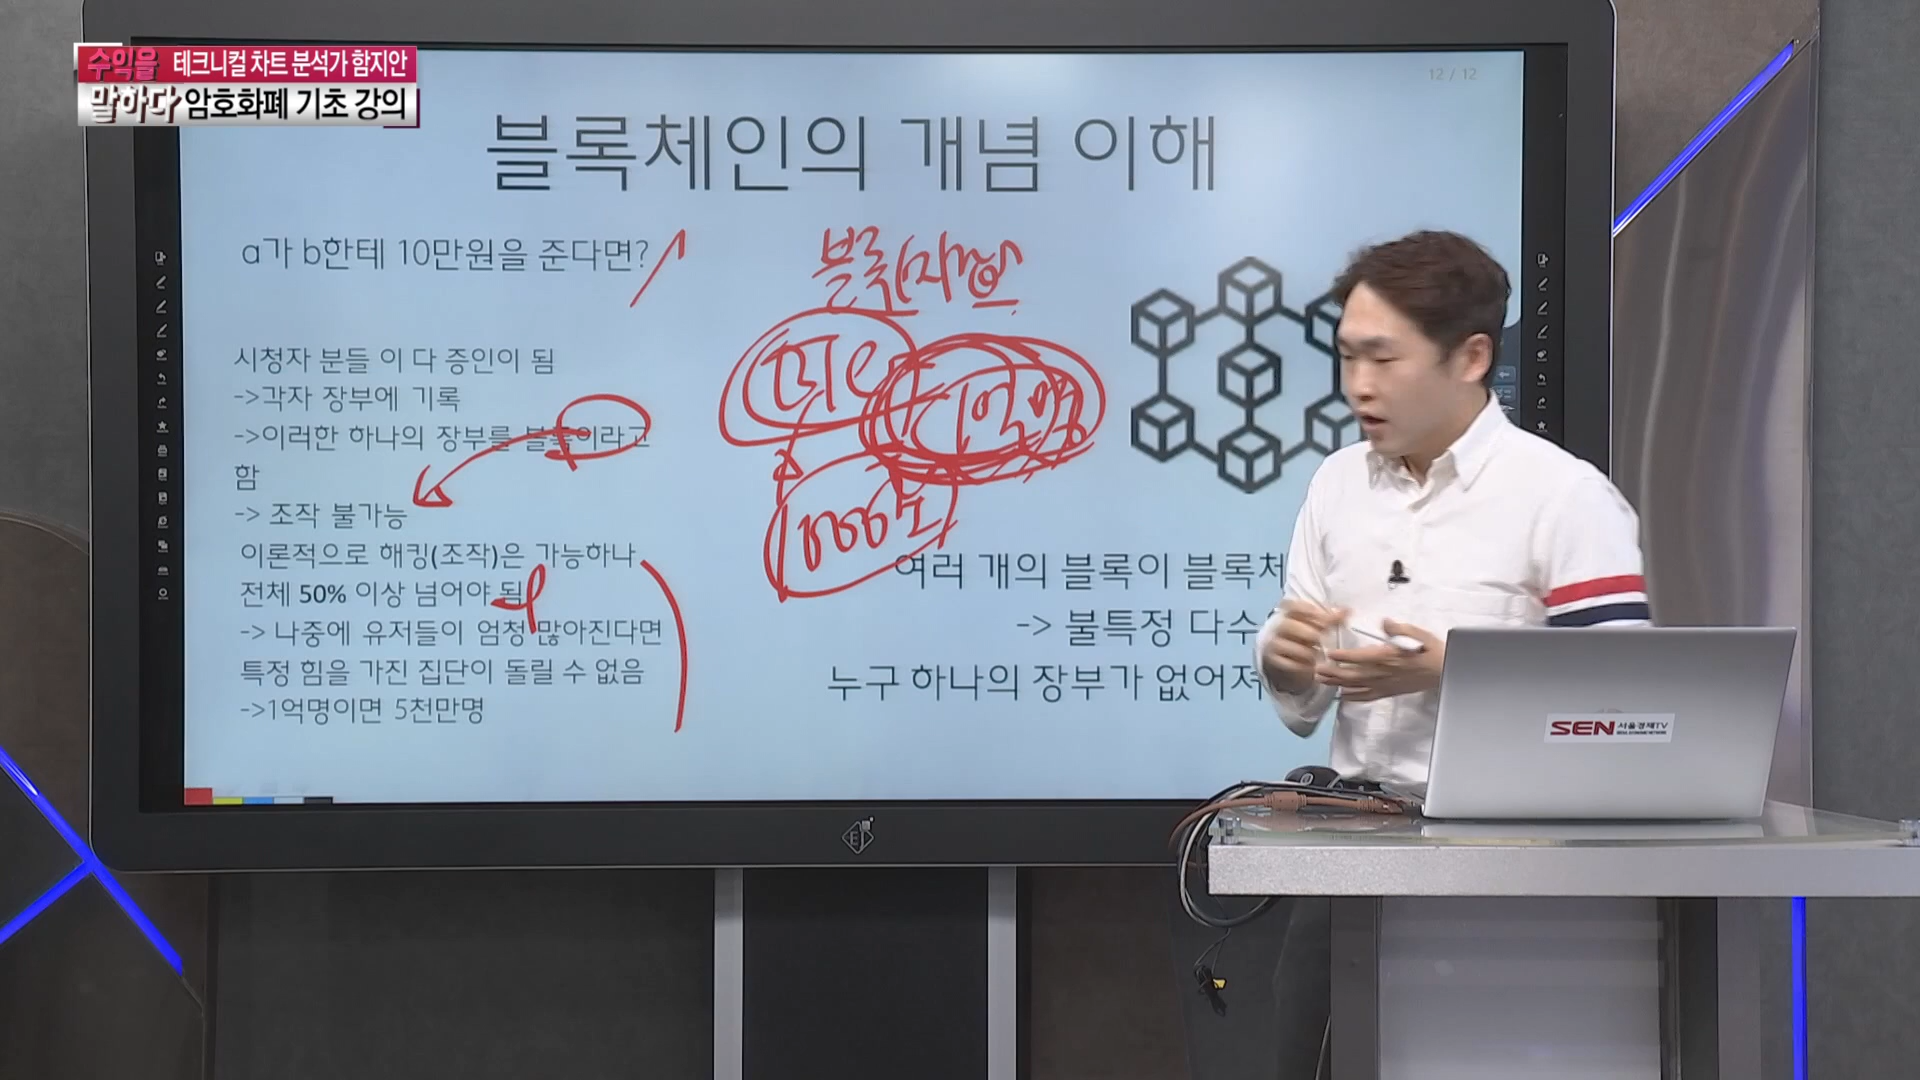 수익을 테크니컬 차트 분석가 함지안
말하다 암호화폐 기초 강의
12 / 12
블록체인의 개념 이해
a가 b한테 10만원을 준다면?
시청자 분들 이 다 증인이 됨
->각자 장부에 기록
->이러한 하나의 장부를 블록이라고
함
-> 조작 불가능
이론적으로 해킹(조작)은 가능하나
전체 50% 이상 넘어야 됨
-> 나중에 유저들이 엄청 많아진다면
특정 힘을 가진 집단이 돌릴 수 없음
->1억명이면 5천만명
1억명
여러 개의 블록이 블록체
-> 불특정 다수
누구 하나의 장부가 없어져
SEN 서울경제TV